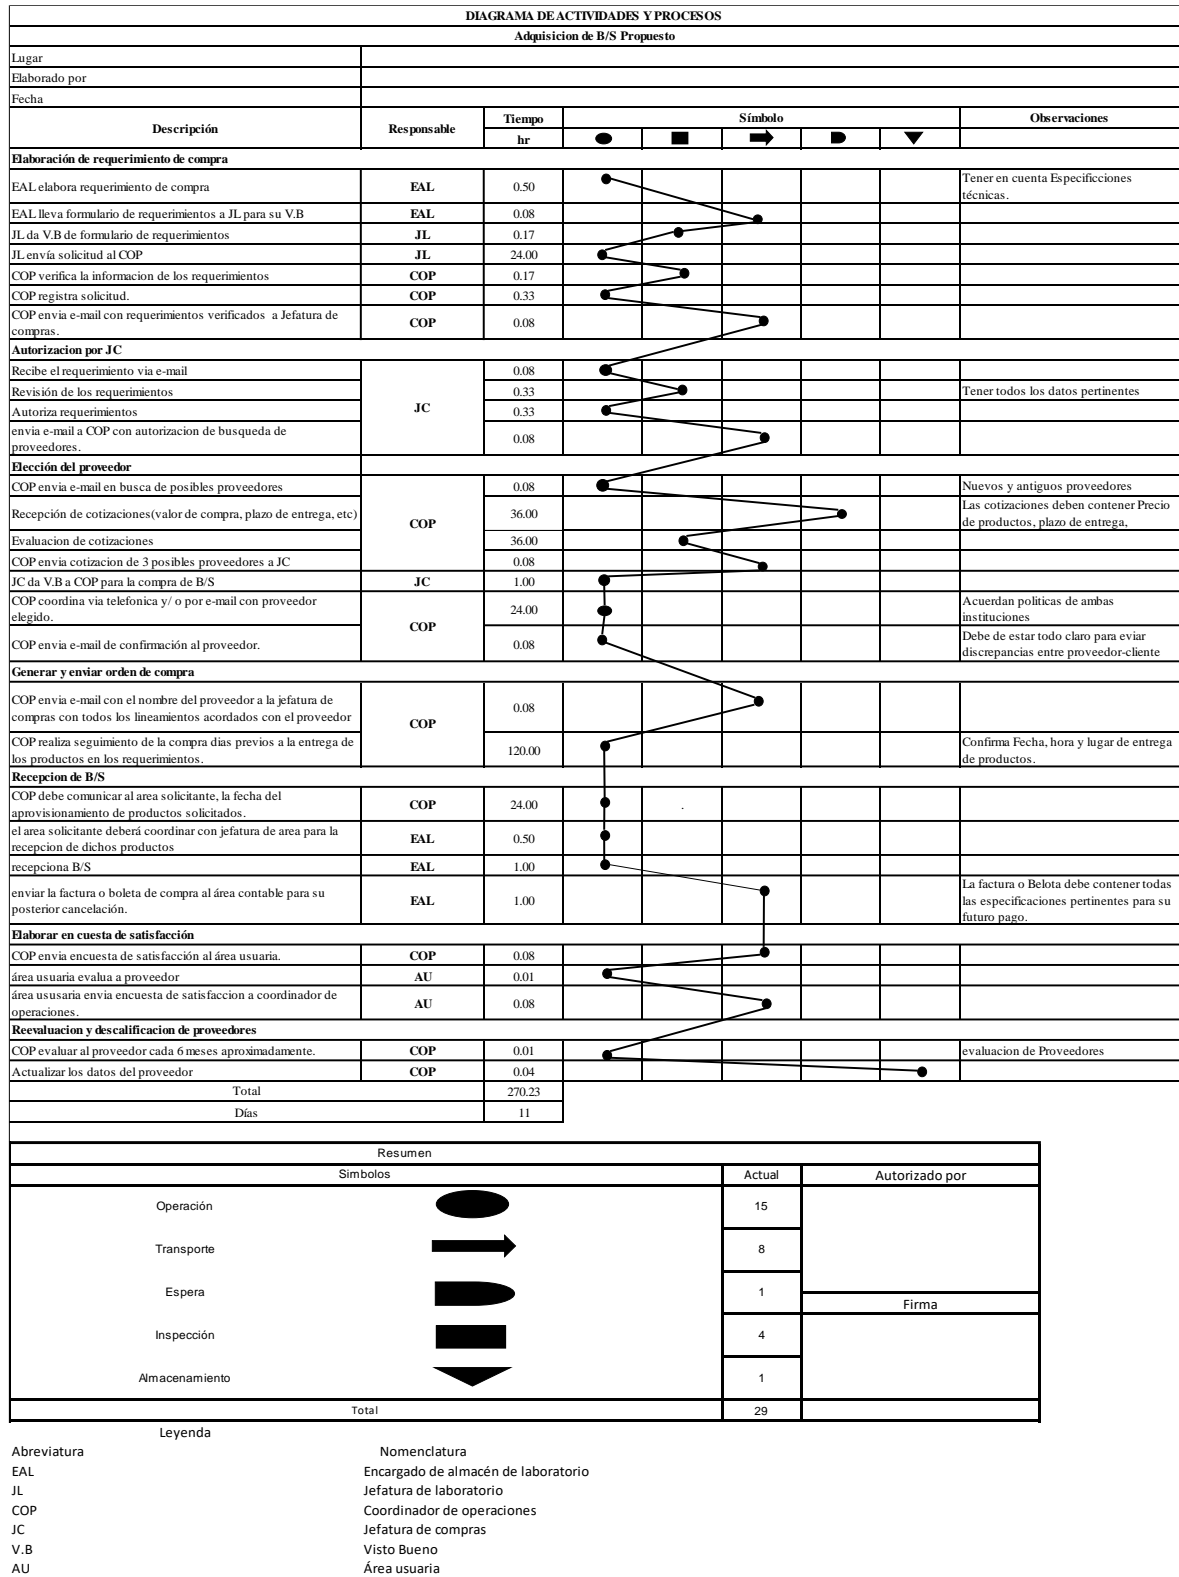 DIAGRAMA DE ACTIVIDADES Y PROCESOS
Adquisicion de B/S Propuesto
Lugar
Elaborado por
Fecha
Descripción Responsable Tiempo Símbolo Observaciones
hr
Elaboración de requerimiento de compra
EAL elabora requerimiento de compra EAL 0.50 Tener en cuenta Especificciones
técnicas.
EAL lleva formulario de requerimientos a JL para su V.B EAL 0.08
JL da V.B de formulario de requerimientos JL 0.17
JL envía solicitud al COP JL 24.00
COP verifica la informacion de los requerimientos COP 0.17
COP registra solicitud. COP 0.33
COP envia e-mail con requerimientos verificados a Jefatura de
compras. COP 0.08
Autorizacion por JC
Recibe el requerimiento via e-mail 0.08
Revisión de los requerimientos 0.33 Tener todos los datos pertinentes
JC
Autoriza requerimientos 0.33
envia e-mail a COP con autorizacion de busqueda de
proveedores. 0.08
Elección del proveedor
COP envia e-mail en busca de posibles proveedores 0.08 Nuevos y antiguos proveedores
Recepción de cotizaciones(valor de compra, plazo de entrega, etc) 36.00 Las cotizaciones deben contener Precio
de productos, plazo de entrega,
COP
Evaluacion de cotizaciones 36.00
COP envia cotizacion de 3 posibles proveedores a JC 0.08
JC da V.B a COP para la compra de B/S JC 1.00
COP coordina via telefonica y/ o por e-mail con proveedor
elegido. 24.00 Acuerdan politicas de ambas
instituciones
COP
COP envia e-mail de confirmación al proveedor. 0.08 Debe de estar todo claro para eviar
discrepancias entre proveedor-cliente
Generar y enviar orden de compra
COP envia e-mail con el nombre del proveedor a la jefatura de
compras con todos los lineamientos acordados con el proveedor 0.08
COP
COP realiza seguimiento de la compra dias previos a la entrega de
los productos en los requerimientos. 120.00 Confirma Fecha, hora y lugar de entrega
de productos.
Recepcion de B/S
COP debe comunicar al area solicitante, la fecha del
aprovisionamiento de productos solicitados. COP 24.00 .
el area solicitante deberá coordinar con jefatura de area para la
recepcion de dichos productos EAL 0.50
recepciona B/S EAL 1.00
enviar la factura o boleta de compra al área contable para su
posterior cancelación. EAL 1.00 La factura o Belota debe contener todas
las especificaciones pertinentes para su
futuro pago.
Elaborar en cuesta de satisfacción
COP envia encuesta de satisfacción al área usuaria. COP 0.08
área usuaria evalua a proveedor AU 0.01
área ususaria envia encuesta de satisfaccion a coordinador de
operaciones. AU 0.08
Reevaluacion y descalificacion de proveedores
COP evaluar al proveedor cada 6 meses aproximadamente. COP 0.01 evaluacion de Proveedores
Actualizar los datos del proveedor COP 0.04
Total 270.23
Días 11
Resumen
Simbolos Actual Autorizado por
Operación 15
Transporte 8
Espera 1
Firma
Inspección 4
Almacenamiento 1
Total 29
Leyenda
Abreviatura Nomenclatura
EAL Encargado de almacén de laboratorio
JL Jefatura de laboratorio
COP Coordinador de operaciones
JC Jefatura de compras
V.B Visto Bueno
AU Área usuaria